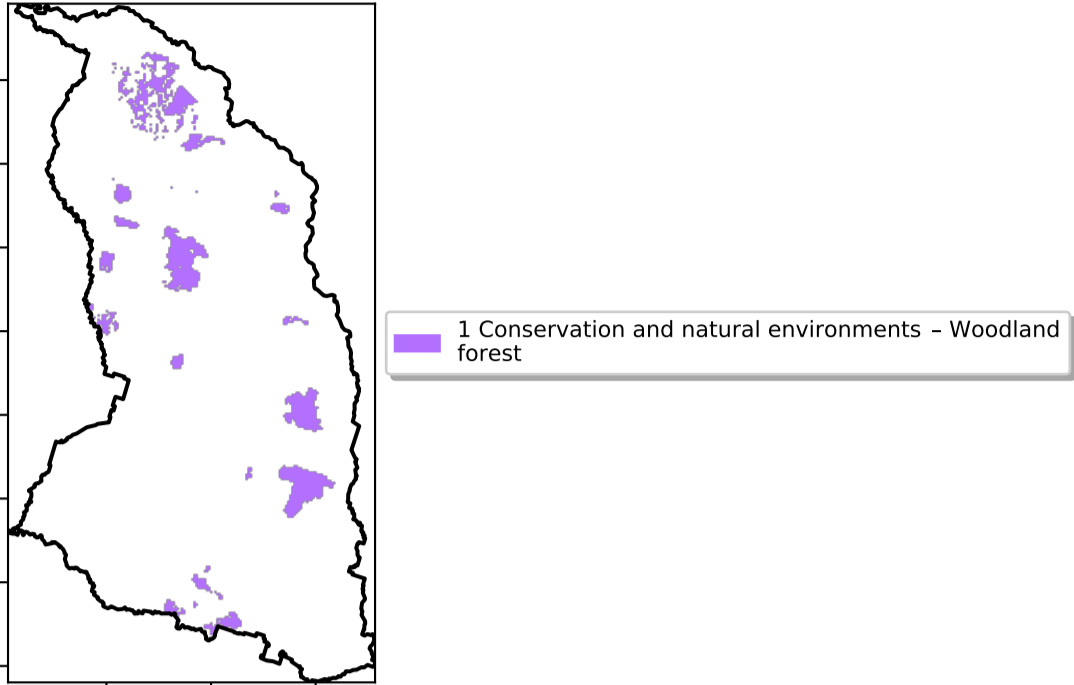 1 Conservation and natural environments – Woodland
forest